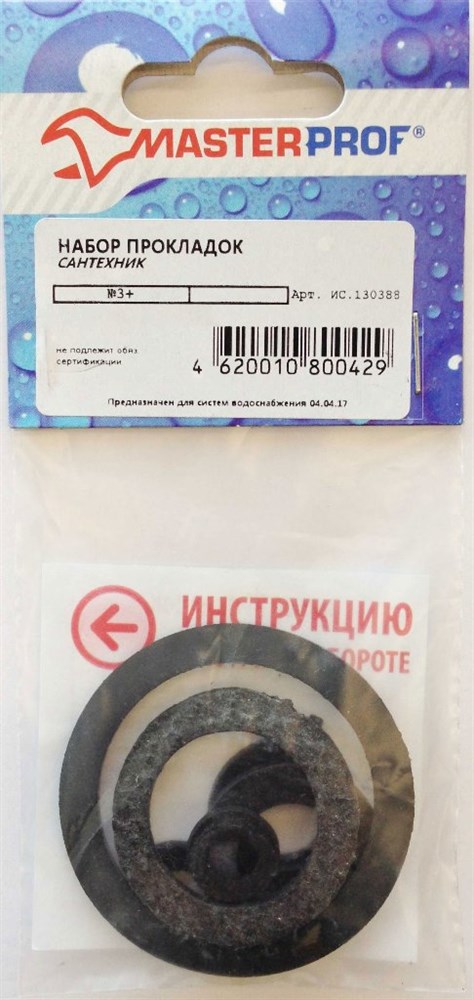 MASTERPROF®
НАБОР ПРОКЛАДОК
САНТЕХНИК
№3+
Арт. ИС.130388
не подлежит обяз.
сертификации
4 620010 800429
Предназначен для систем водоснабжения 04.04.17
ИНСТРУКЦИЮ